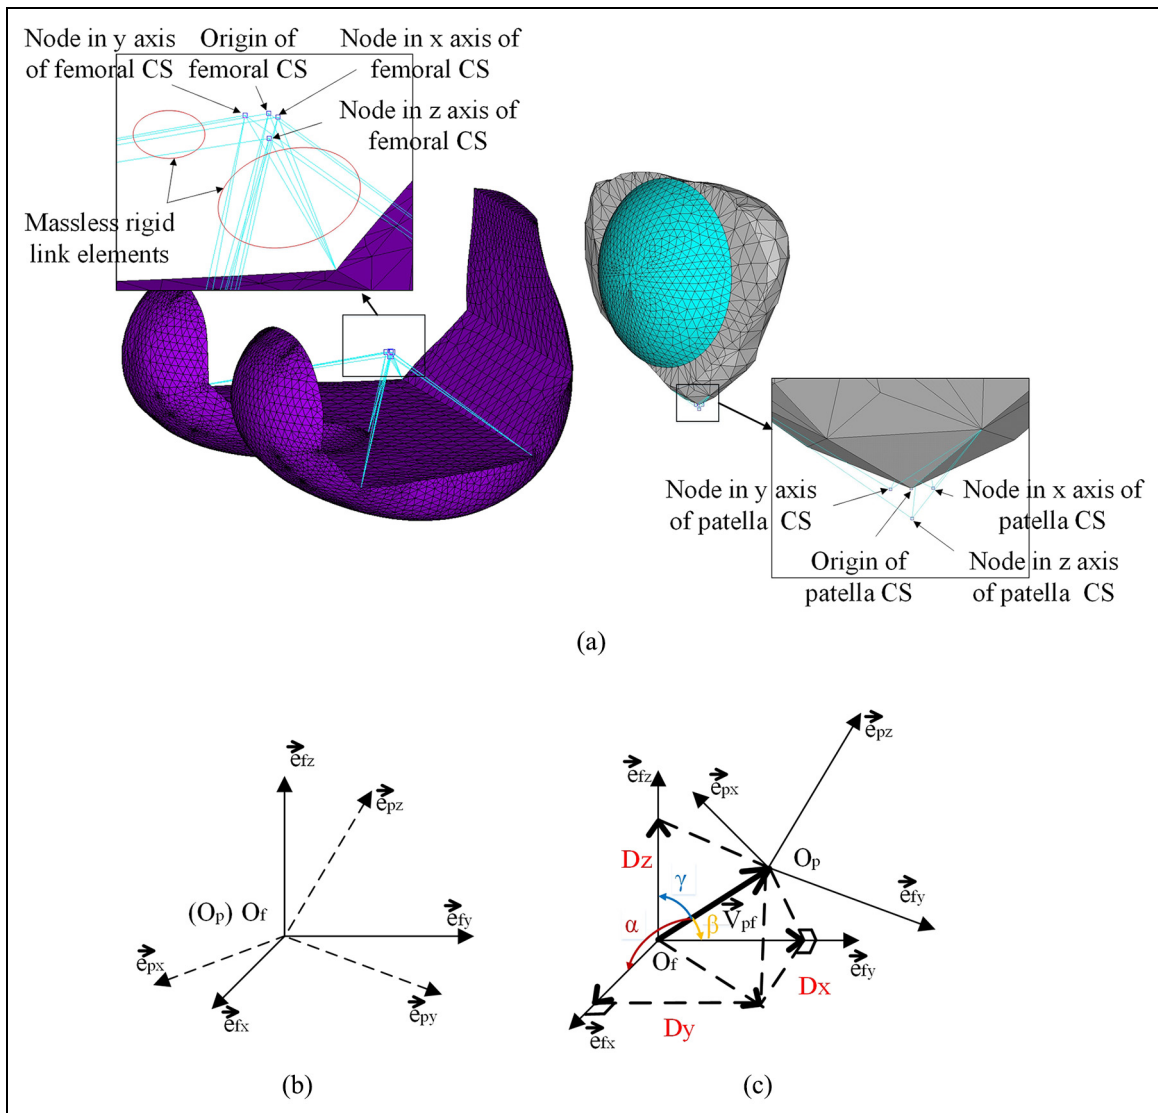 Node in y axis
of femoral CS
Origin of
femoral CS
Node in x axis of
femoral CS
Node in z axis of
femoral CS
Massless rigid
link elements
Node in y axis
of patella CS
Node in x axis of
patella CS
Origin of
patella CS
Node in z axis
of patella CS
(a)
efz
epz
(Op) Of
efy
epx
efx
epy
(b)
epz
efz
epx
Dz
Op
γ
α
β
Vpf
Of
efy
Dx
efx
Dy
efy
(c)